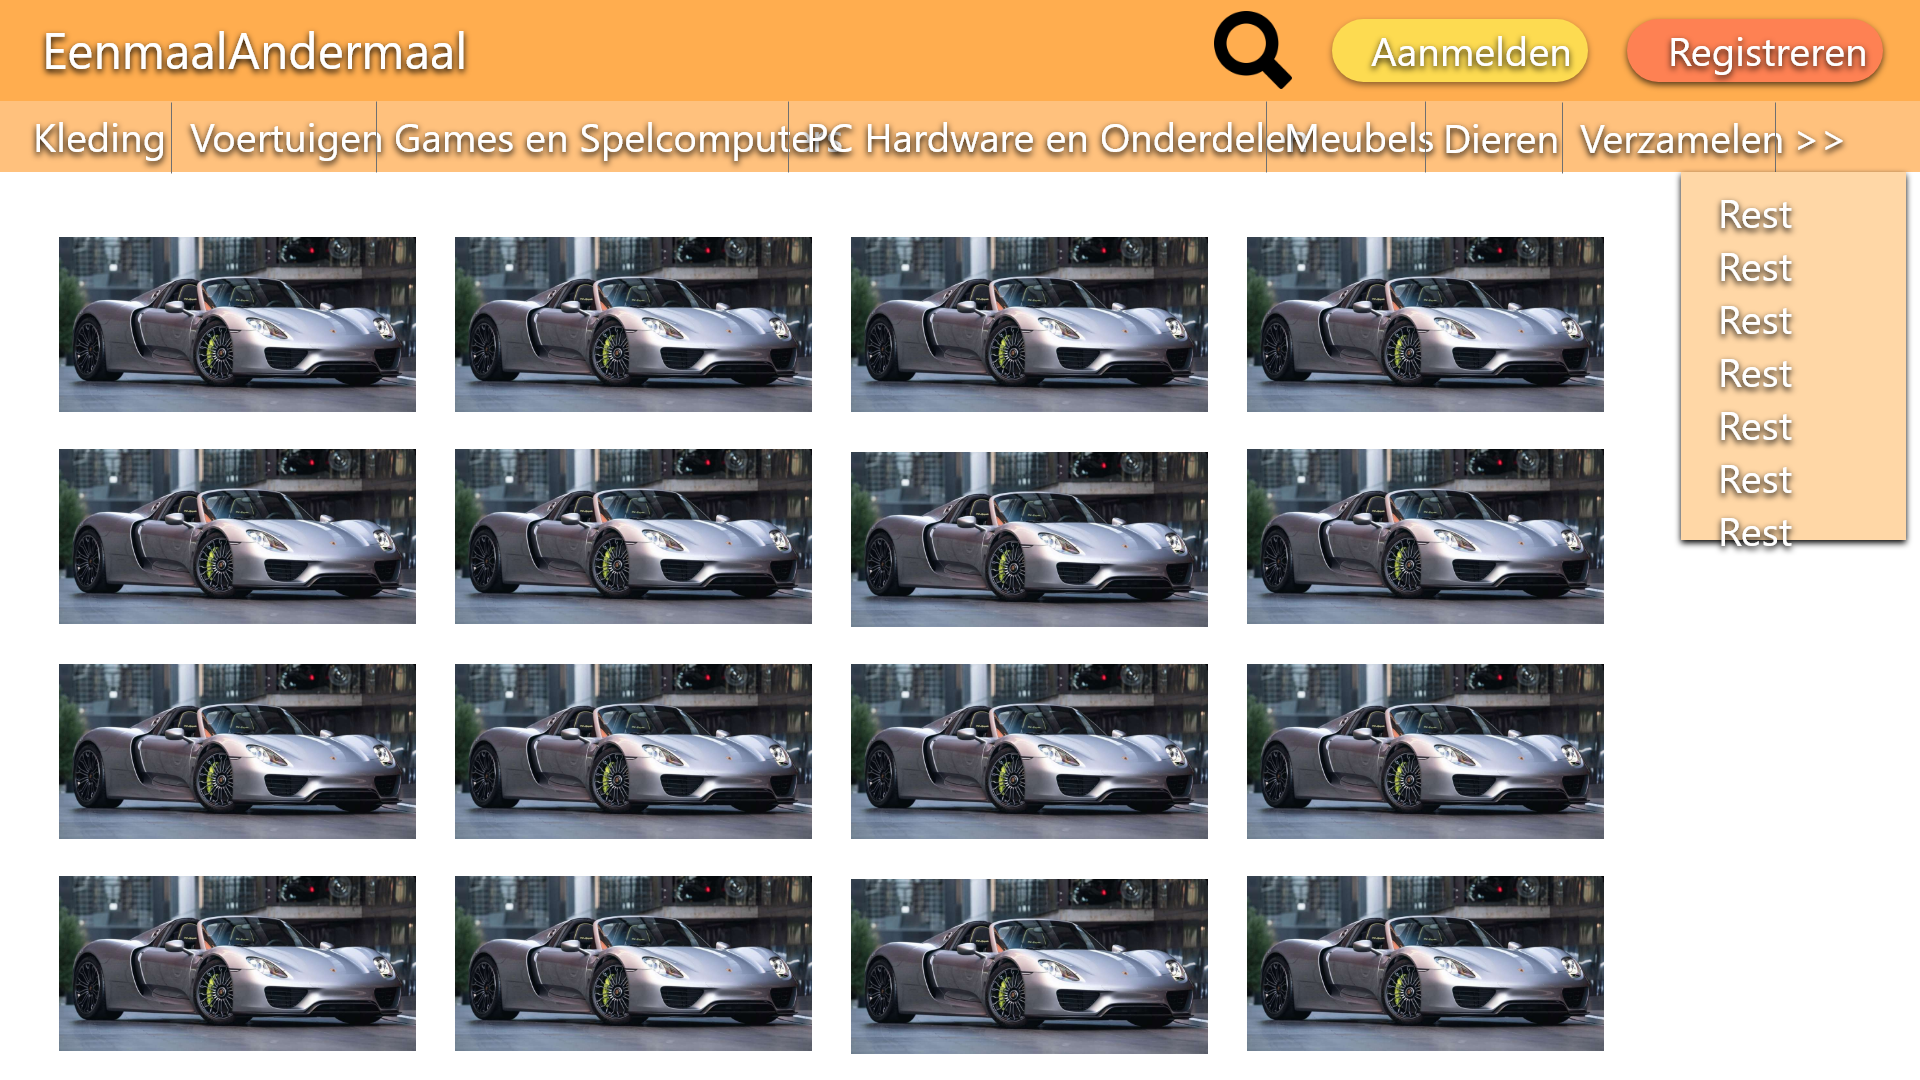 EenmaalAndermaal
Aanmelden
Registreren
Kleding
Voertuigen
Games en Spelcomputers
PC Hardware en Onderdelen
Meubels
Dieren
Verzamelen
>>
Rest
Rest
Rest
Rest
Rest
Rest
Rest